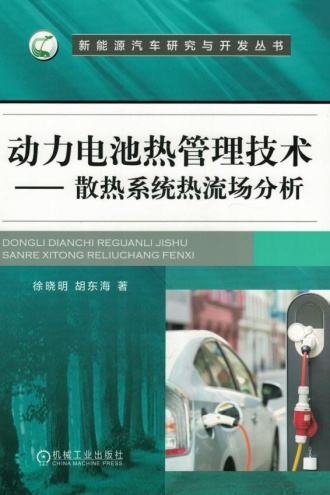 新能源汽车研究与开发丛书
动力电池热管理技术
——散热系统热流场分析
DONGLI DIANCHI REGUANLI JISHU
SANRE XITONG RELIUCHANG FENXI
徐晓明 胡东海 著
机械工业出版社
CHINA MACHINE PRESS